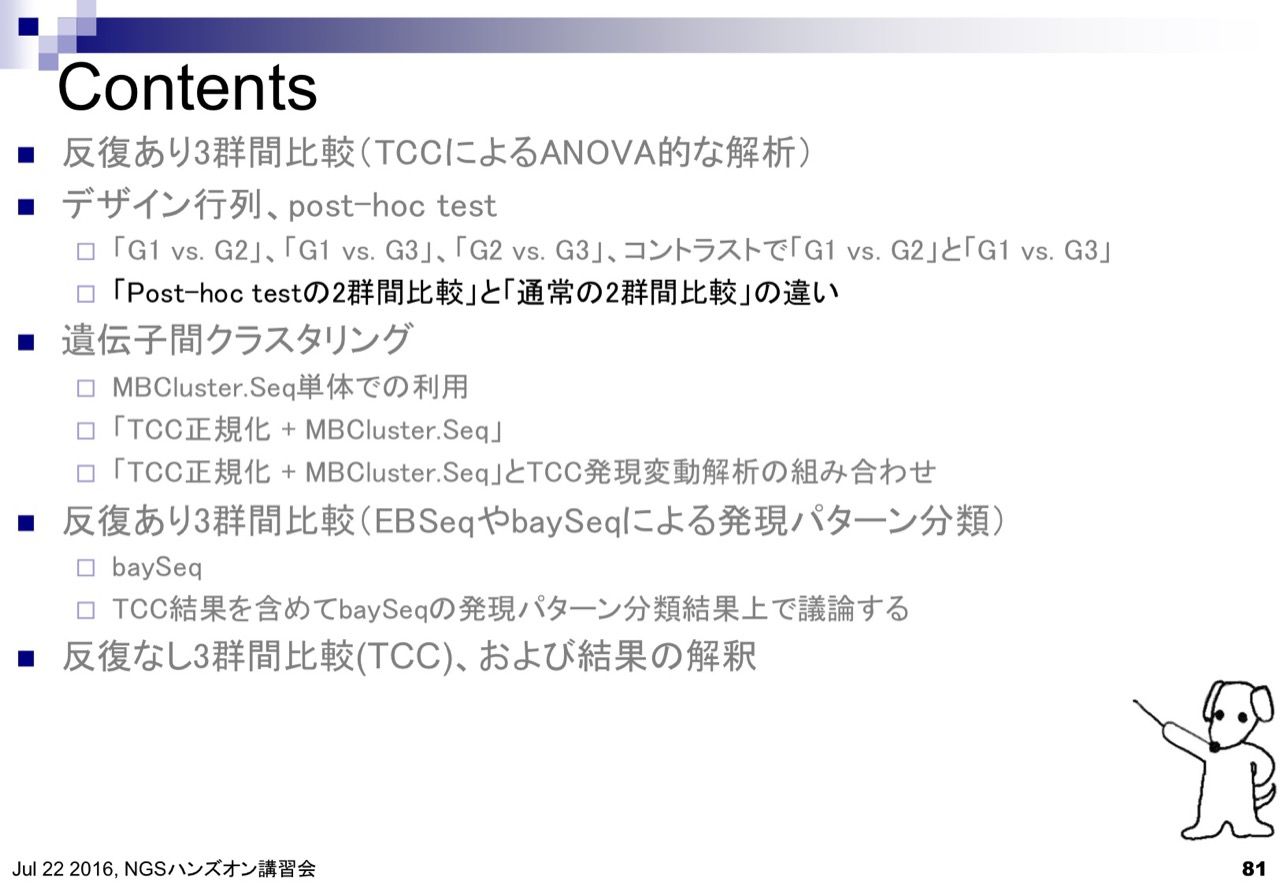 Contents
反復あり3群間比較（TCCによるANOVA的な解析）
デザイン行列、post-hoc test
「G1 vs. G2」、「G1 vs. G3」、「G2 vs. G3」、コントラストで「G1 vs. G2」と「G1 vs. G3」
「Post-hoc testの2群間比較」と「通常の2群間比較」の違い
遺伝子間クラスタリング
MBCluster.Seq単体での利用
「TCC正規化 + MBCluster.Seq」
「TCC正規化 + MBCluster.Seq」とTCC発現変動解析の組み合わせ
反復あり3群間比較（EBSeqやbaySeqによる発現パターン分類）
baySeq
TCC結果を含めてbaySeqの発現パターン分類結果上で議論する
反復なし3群間比較(TCC)、および結果の解釈
Jul 22 2016, NGSハンズオン講習会
81